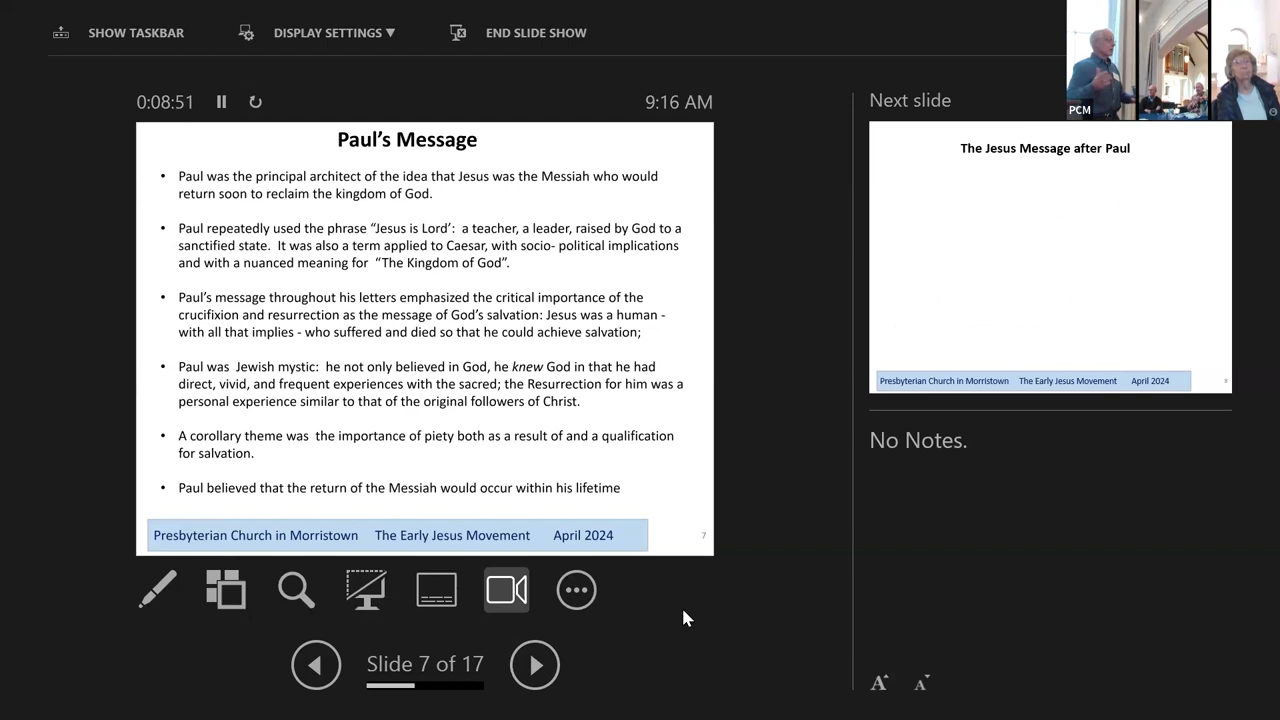 SHOW TASKBAR
DISPLAY SETTINGS ▼
END SLIDE SHOW
0:08:51
9:16 AM
Next slide
PCM
Paul's Message
• Paul was the principal architect of the idea that Jesus was the Messiah who would
return soon to reclaim the kingdom of God.
• Paul repeatedly used the phrase “Jesus is Lord’:  a teacher, a leader, raised by God to a
sanctified state.  It was also a term applied to Caesar, with socio- political implications
and with a nuanced meaning for  “The Kingdom of God”.
• Paul’s message throughout his letters emphasized the critical importance of the
crucifixion and resurrection as the message of God’s salvation: Jesus was a human -
with all that implies - who suffered and died so that he could achieve salvation;
• Paul was  Jewish mystic:  he not only believed in God, he knew God in that he had
direct, vivid, and frequent experiences with the sacred; the Resurrection for him was a
personal experience similar to that of the original followers of Christ.
• A corollary theme was  the importance of piety both as a result of and a qualification
for salvation.
• Paul believed that the return of the Messiah would occur within his lifetime
Presbyterian Church in Morristown    The Early Jesus Movement    April 2024
7
The Jesus Message after Paul
Presbyterian Church in Morristown    The Early Jesus Movement    April 2024
8
No Notes.
Slide 7 of 17
A A